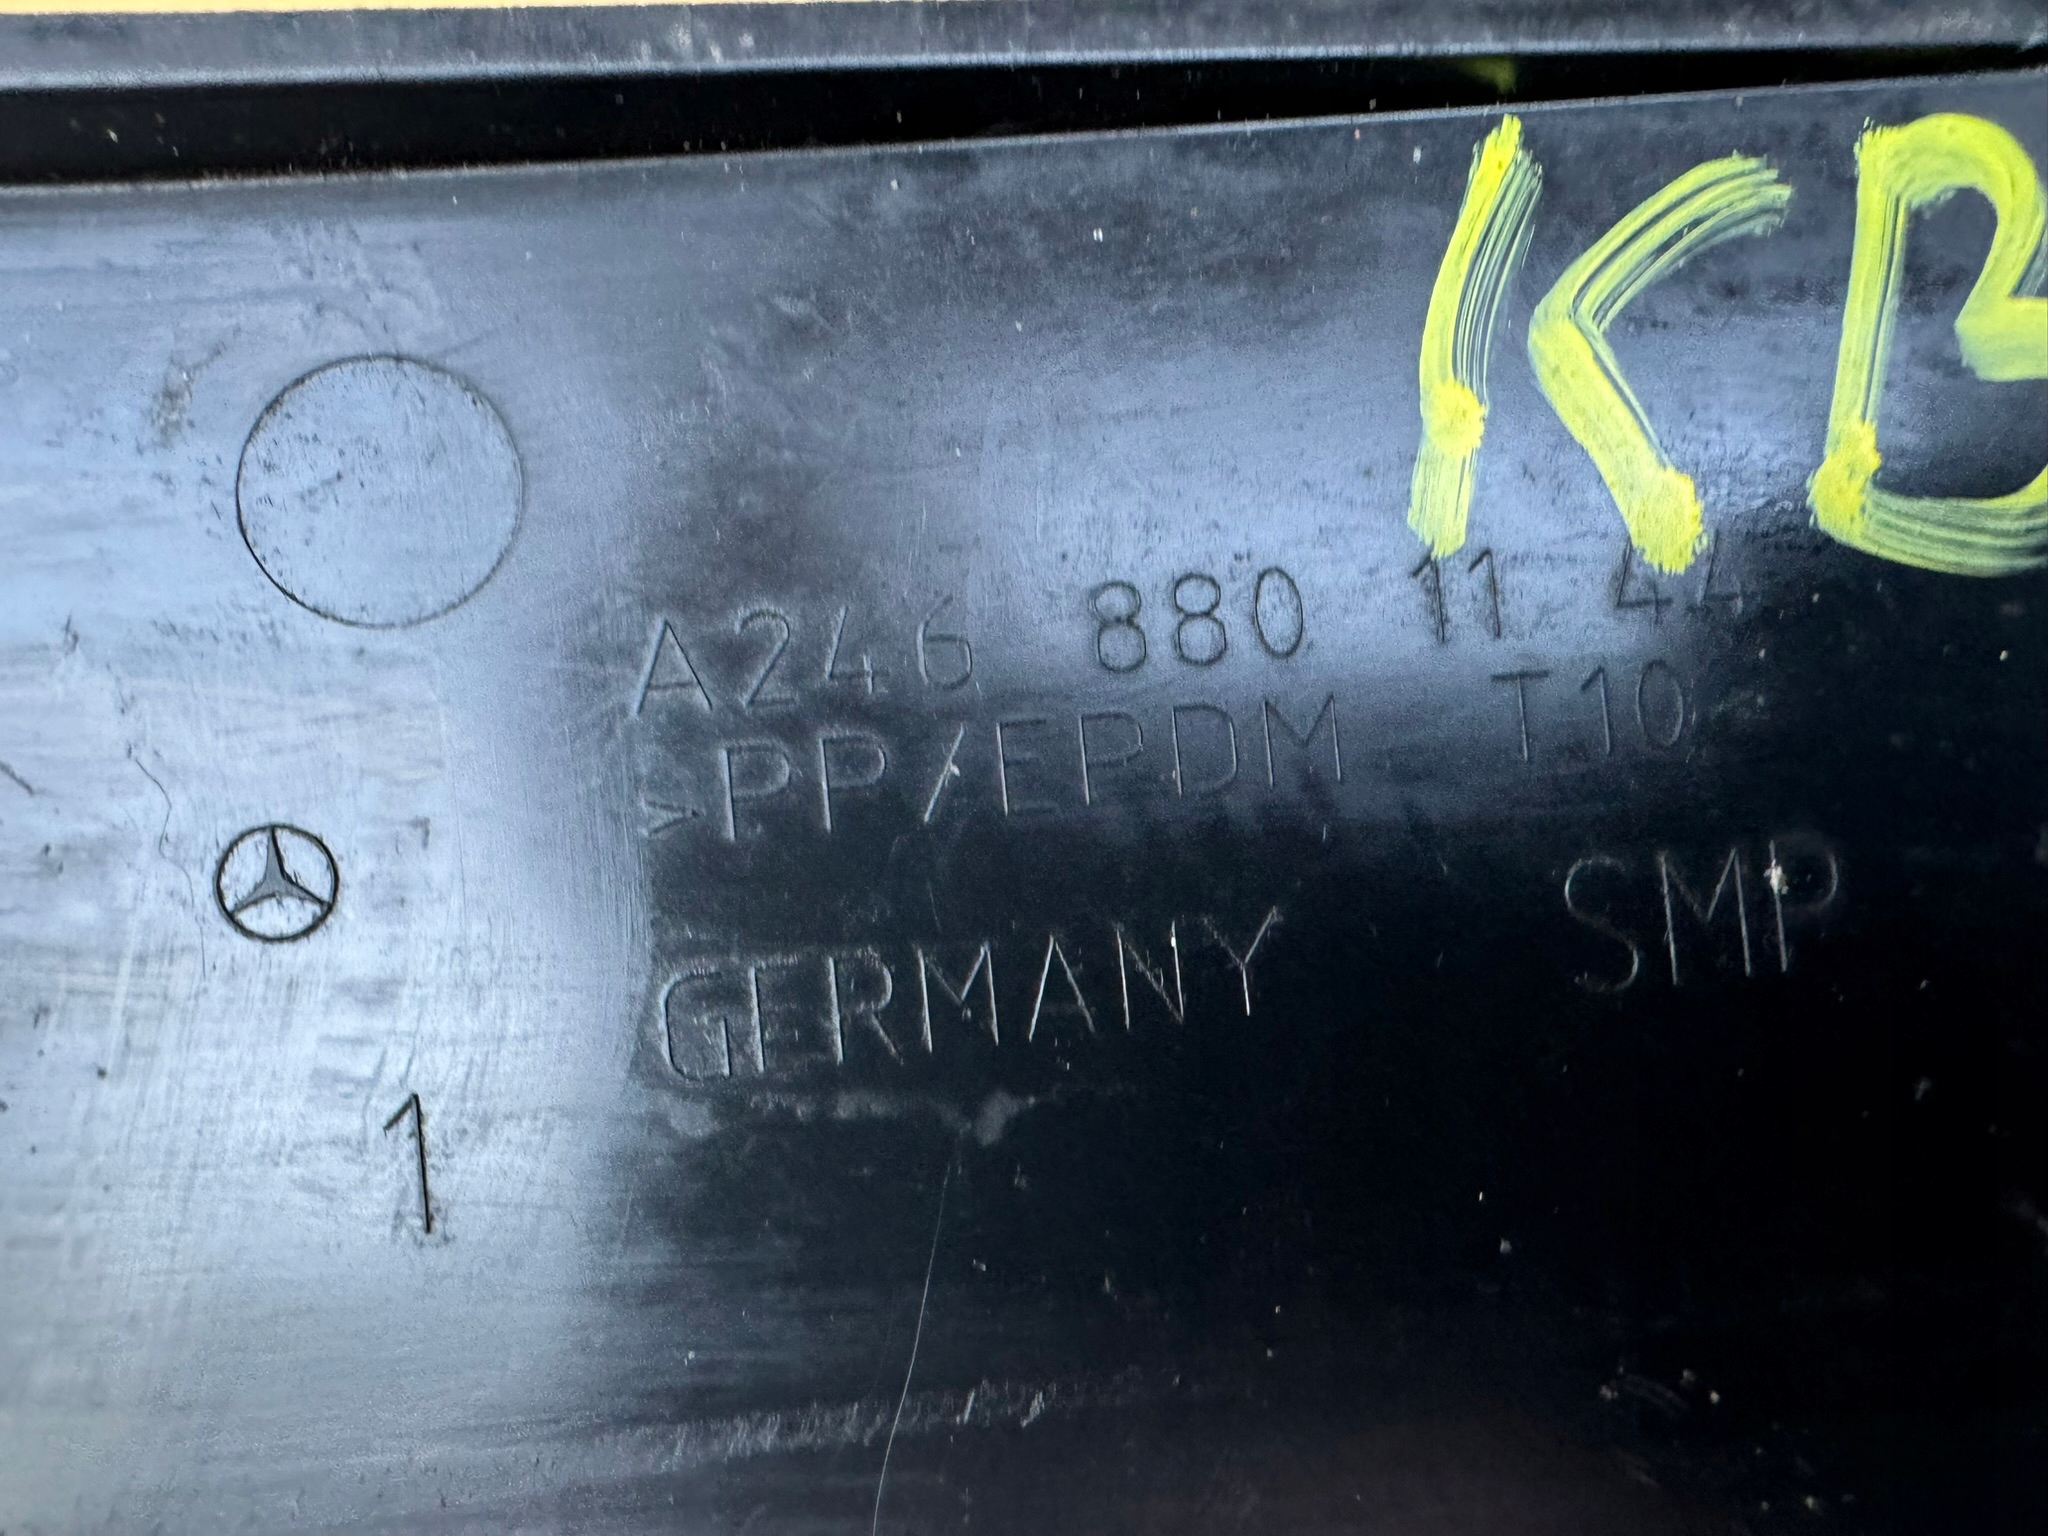 KB
A246 880 11 44
>PP/EPDM T10
GERMANY SMP
1